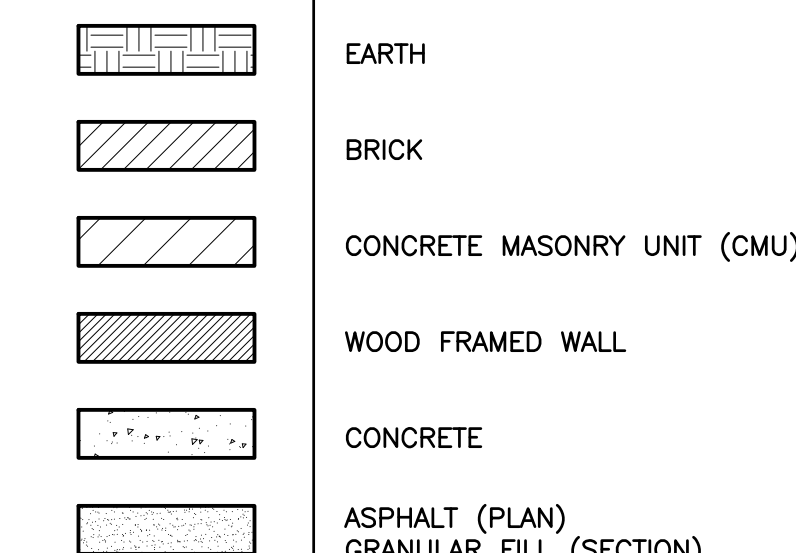 EARTH
BRICK
CONCRETE MASONRY UNIT (CMU)
WOOD FRAMED WALL
CONCRETE
ASPHALT (PLAN)
GRANULAR FILL (SECTION)